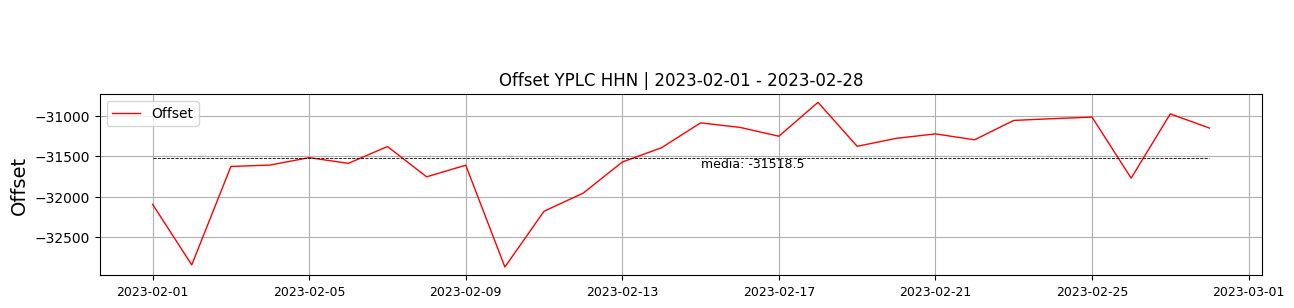 Offset YPLC HHN | 2023-02-01 - 2023-02-28
Offset
Offset
−31000
−31500
−32000
−32500
media: -31518.5
2023-02-01 2023-02-05 2023-02-09 2023-02-13 2023-02-17 2023-02-21 2023-02-25 2023-03-01